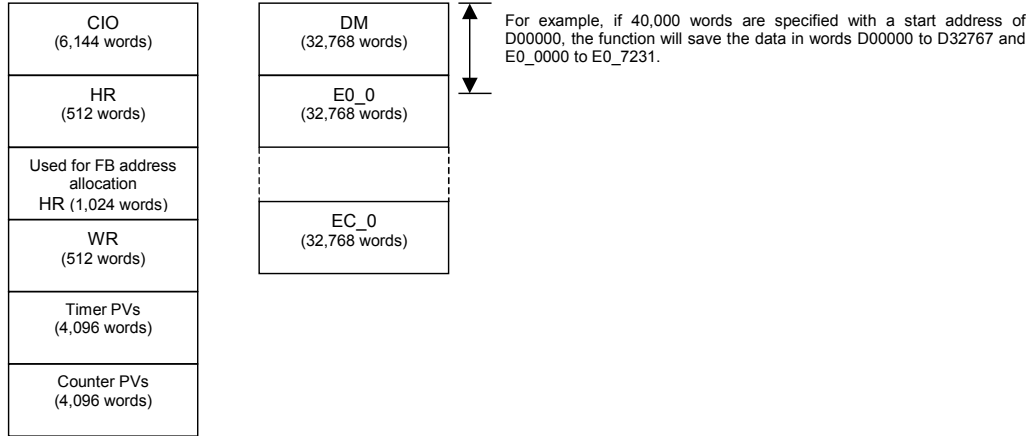 CIO
(6,144 words)
HR
(512 words)
Used for FB address
allocation
HR (1,024 words)
WR
(512 words)
Timer PVs
(4,096 words)
Counter PVs
(4,096 words)
DM
(32,768 words)
E0_0
(32,768 words)
EC_0
(32,768 words)
For example, if 40,000 words are specified with a start address of
D00000, the function will save the data in words D00000 to D32767 and
E0_0000 to E0_7231.